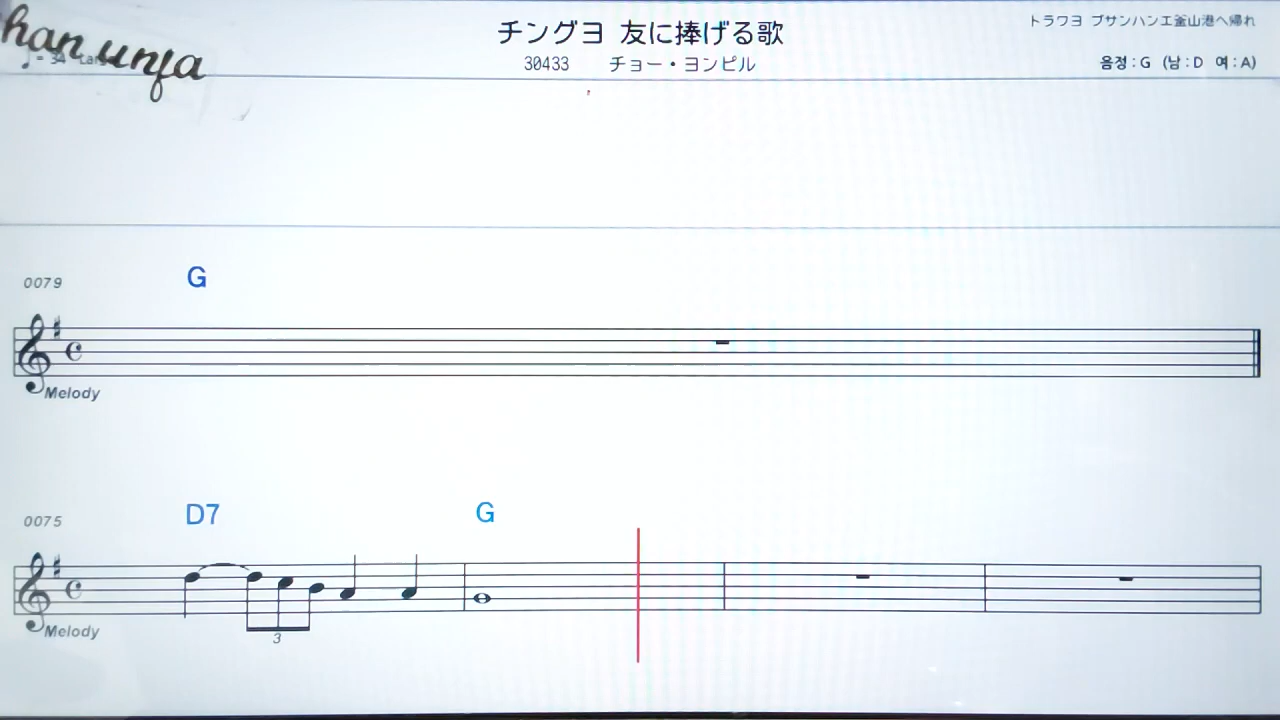 han unja
チングヨ 友に捧げる歌
トラワヨ プサンハンエ釜山港へ帰れ
30433 チョー・ヨンピル
음정:G (남:D 여:A)
0079
G
Melody
0075
D7 G
3
Melody